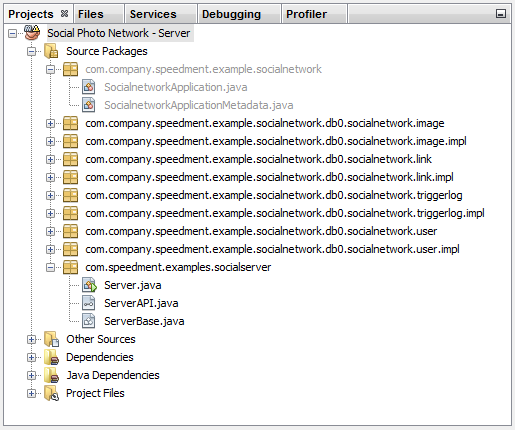 Projects Files Services Debugging Profiler
Social Photo Network - Server
Source Packages
com.company.speedment.example.socialnetwork
SocialnetworkApplication.java
SocialnetworkApplicationMetadata.java
com.company.speedment.example.socialnetwork.db0.socialnetwork.image
com.company.speedment.example.socialnetwork.db0.socialnetwork.image.impl
com.company.speedment.example.socialnetwork.db0.socialnetwork.link
com.company.speedment.example.socialnetwork.db0.socialnetwork.link.impl
com.company.speedment.example.socialnetwork.db0.socialnetwork.triggerlog
com.company.speedment.example.socialnetwork.db0.socialnetwork.triggerlog.impl
com.company.speedment.example.socialnetwork.db0.socialnetwork.user
com.company.speedment.example.socialnetwork.db0.socialnetwork.user.impl
com.speedment.examples.socialserver
Server.java
ServerAPI.java
ServerBase.java
Other Sources
Dependencies
Java Dependencies
Project Files